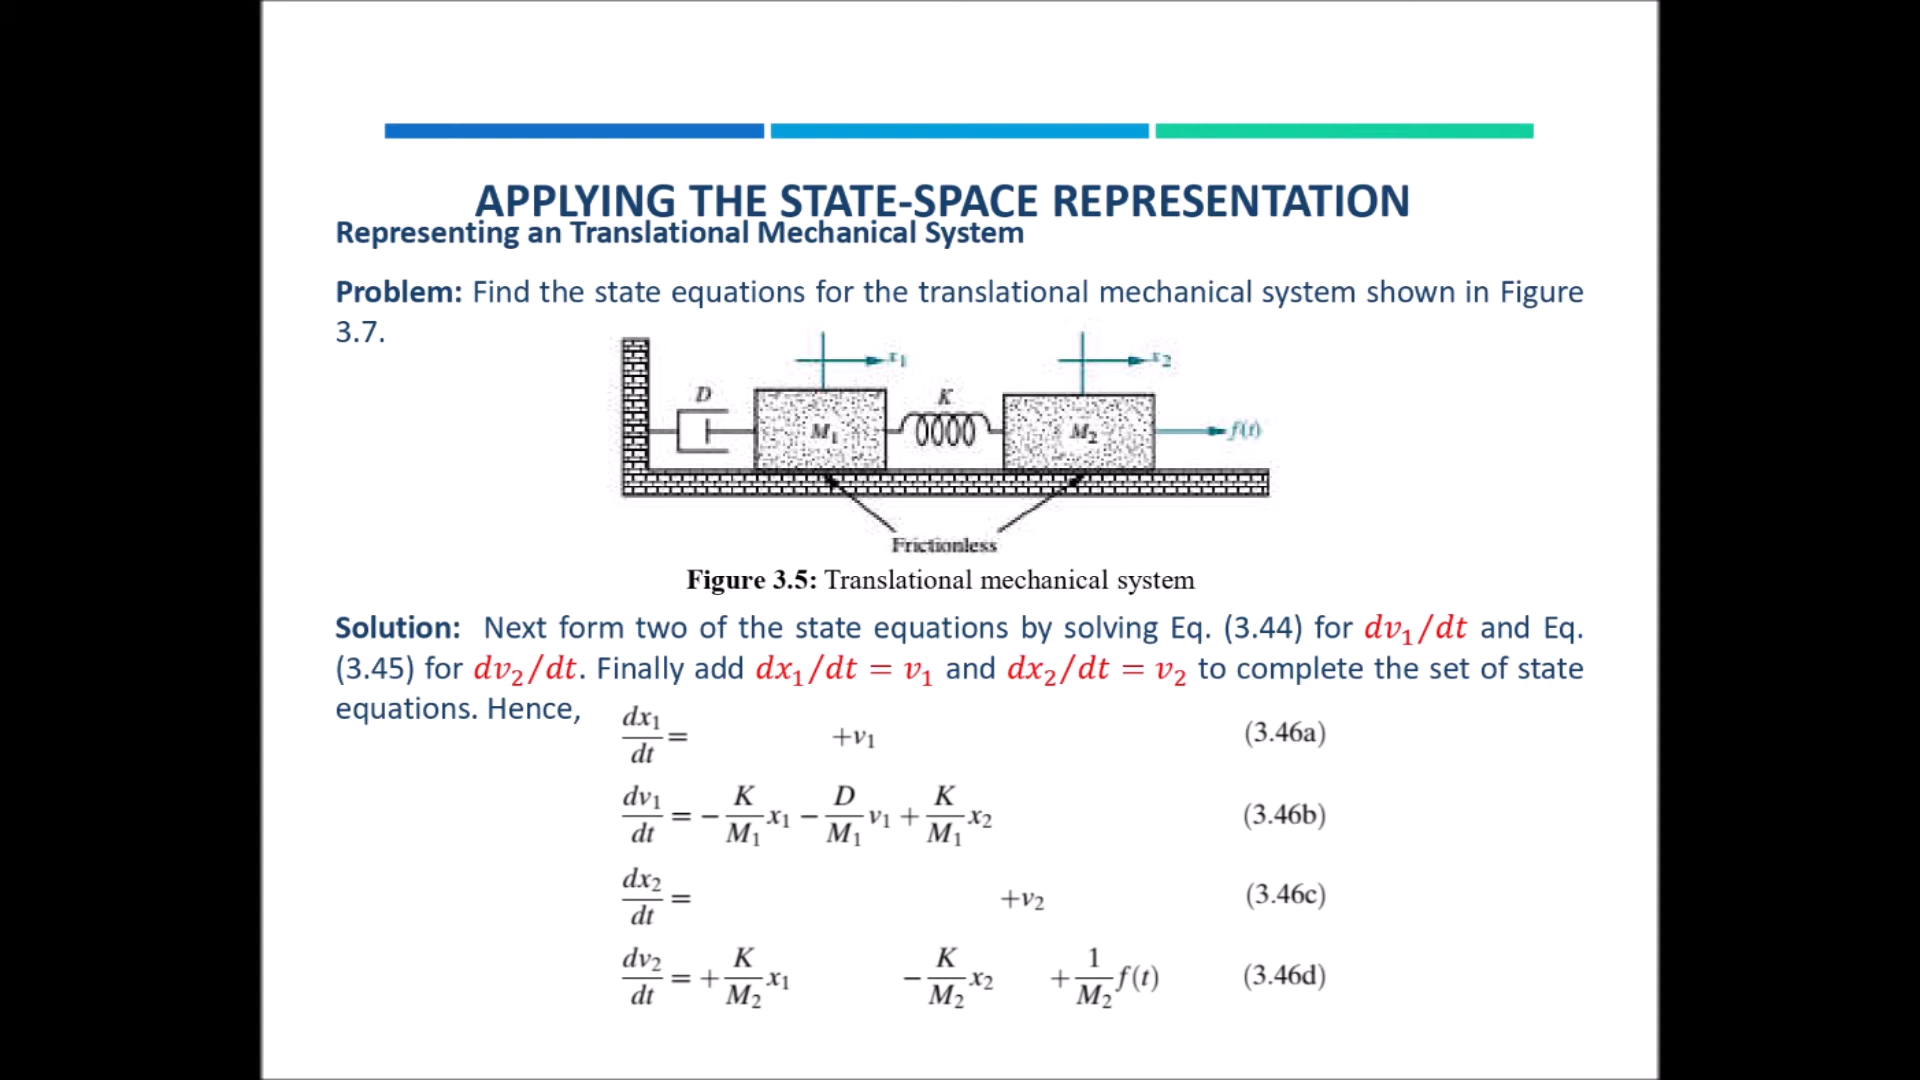 APPLYING THE STATE-SPACE REPRESENTATION
Representing an Translational Mechanical System
Problem: Find the state equations for the translational mechanical system shown in Figure
3.7.
x₁ x₂
D K
M₁ M₂ f(t)
Frictionless
Figure 3.5: Translational mechanical system
Solution: Next form two of the state equations by solving Eq. (3.44) for dv₁/dt and Eq.
(3.45) for dv₂/dt. Finally add dx₁/dt = v₁ and dx₂/dt = v₂ to complete the set of state
equations. Hence,
dx₁/dt = +v₁ (3.46a)
dv₁/dt = − K/M₁ x₁ − D/M₁ v₁ + K/M₁ x₂ (3.46b)
dx₂/dt = +v₂ (3.46c)
dv₂/dt = + K/M₂ x₁ − K/M₂ x₂ + 1/M₂ f(t) (3.46d)